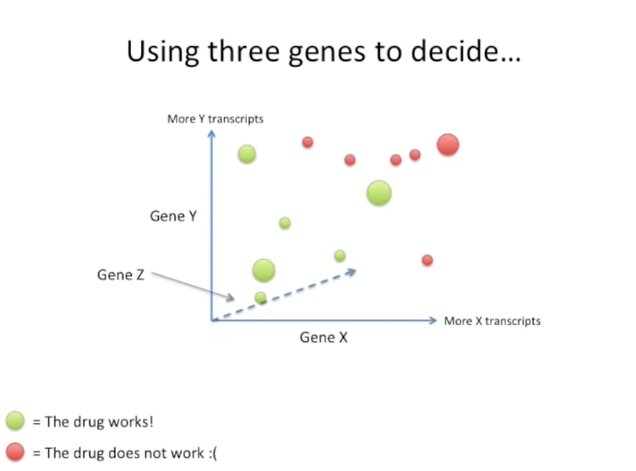 Using three genes to decide...
More Y transcripts
Gene Y
Gene Z
More X transcripts
Gene X
= The drug works!
= The drug does not work :(